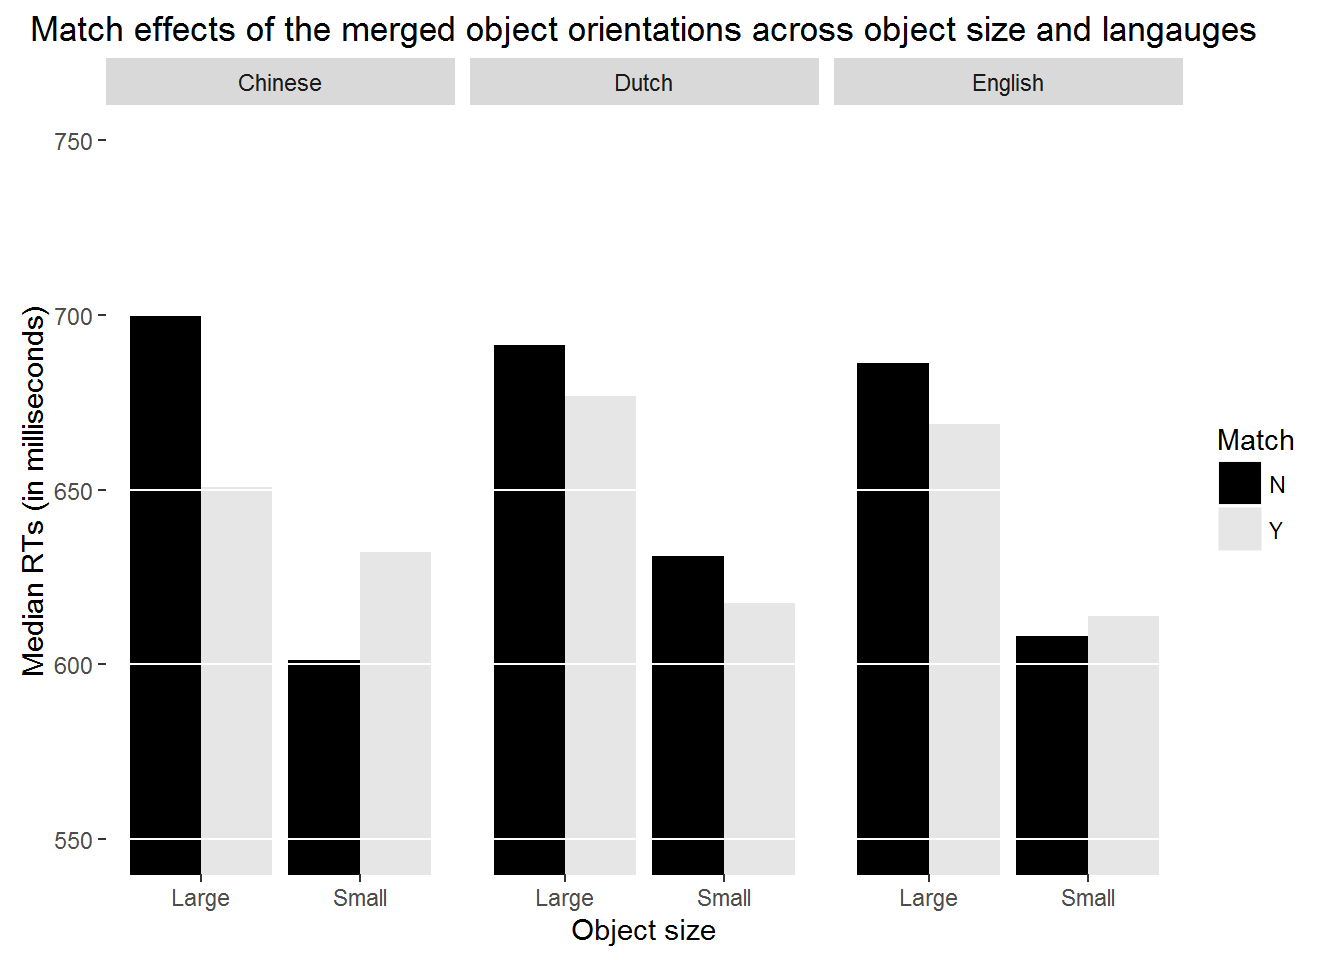 Match effects of the merged object orientations across object size and langauges
Chinese
Dutch
English
750
700
650
600
550
Median RTs (in milliseconds)
Large
Small
Large
Small
Large
Small
Object size
Match
N
Y